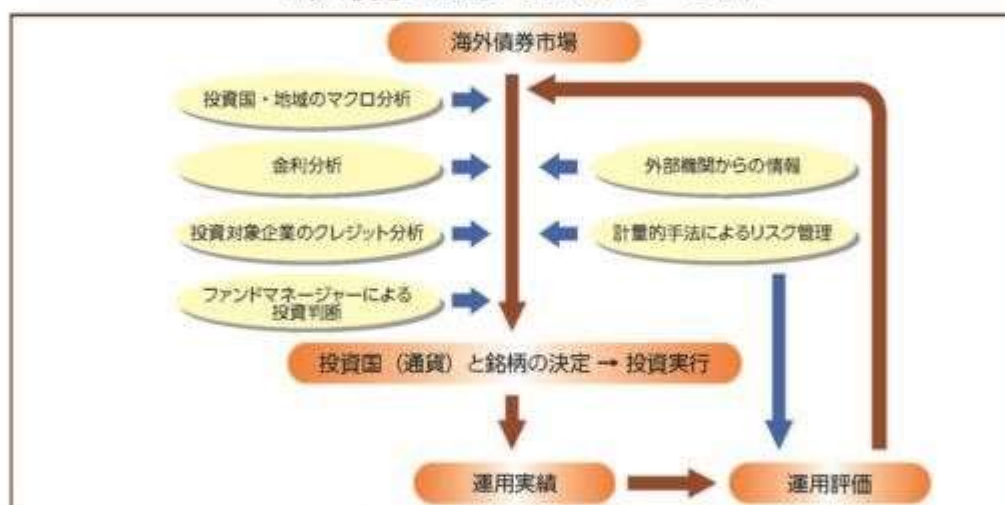 海外債券市場
投資国・地域のマクロ分析
金利分析
外部機関からの情報
投資対象企業のクレジット分析
計量的手法によるリスク管理
ファンドマネージャーによる
投資判断
投資国（通貨）と銘柄の決定 → 投資実行
運用実績
運用評価